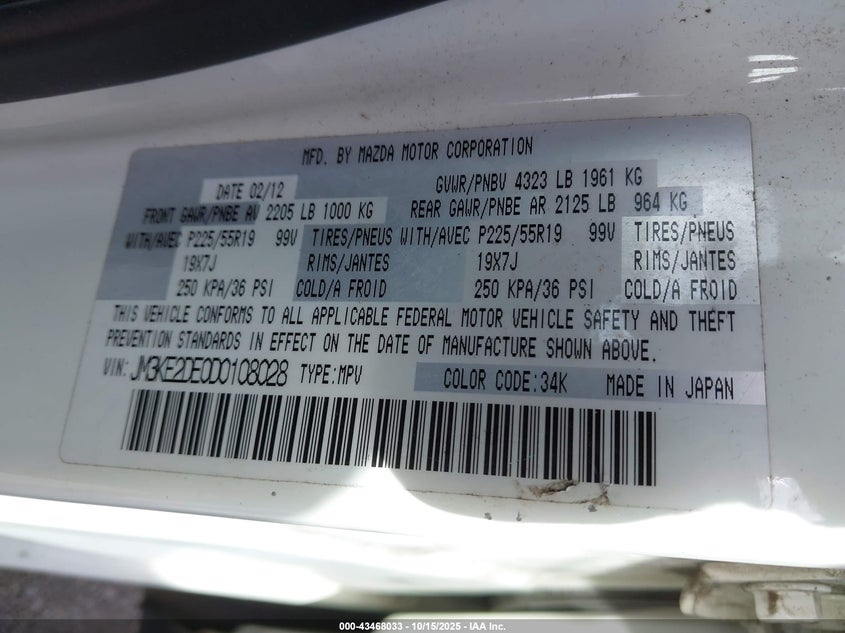 MFD. BY MAZDA MOTOR CORPORATION
DATE 02/12 GVWR/PNBV 4323 LB 1961 KG
FRONT GAWR/PNBE AV 2205 LB 1000 KG REAR GAWR/PNBE AR 2125 LB 964 KG
WITH/AVEC P225/55R19 99V TIRES/PNEUS WITH/AVEC P225/55R19 99V TIRES/PNEUS
19X7J RIMS/JANTES 19X7J RIMS/JANTES
250 KPA/36 PSI COLD/A FROID 250 KPA/36 PSI COLD/A FROID
THIS VEHICLE CONFORMS TO ALL APPLICABLE FEDERAL MOTOR VEHICLE SAFETY AND THEFT
PREVENTION STANDARDS IN EFFECT ON THE DATE OF MANUFACTURE SHOWN ABOVE.
VIN: JM3KE2DE0D0108028 TYPE:MPV COLOR CODE:34K MADE IN JAPAN
000-43468033 - 10/15/2025 - IAA Inc.